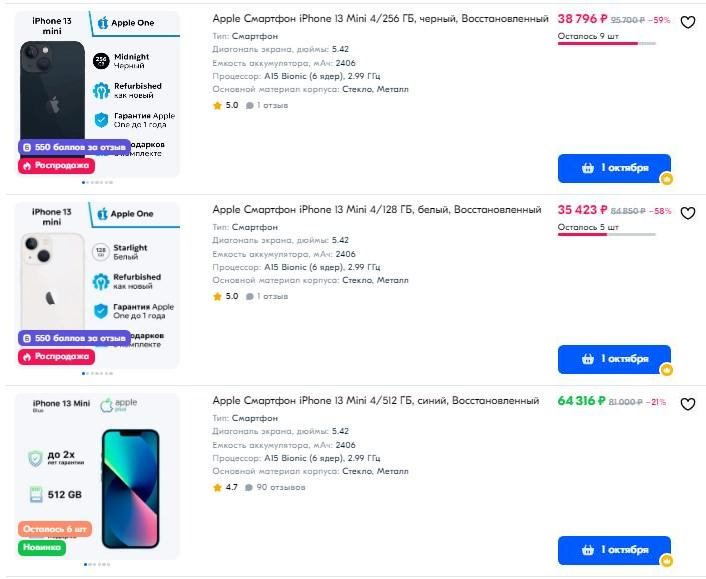 iPhone 13
mini
Apple One
Midnight
Черный
256
Refurbished
как новый
Гарантия Apple
One до 1 года
550 баллов за отзыв
одарков
комплекте
Распродажа
Apple Смартфон iPhone 13 Mini 4/256 ГБ, черный, Восстановленный
Тип: Смартфон
Диагональ экрана, дюймы: 5.42
Емкость аккумулятора, мАч: 2406
Процессор: A15 Bionic (6 ядер), 2.99 ГГц
Основной материал корпуса: Стекло, Металл
5.0 1 отзыв
38 796 ₽ 95 700 ₽ −59%
Осталось 9 шт
1 октября
iPhone 13
mini
Apple One
Starlight
Белый
128
Refurbished
как новый
Гарантия Apple
One до 1 года
550 баллов за отзыв
одарков
комплекте
Распродажа
Apple Смартфон iPhone 13 Mini 4/128 ГБ, белый, Восстановленный
Тип: Смартфон
Диагональ экрана, дюймы: 5.42
Емкость аккумулятора, мАч: 2406
Процессор: A15 Bionic (6 ядер), 2.99 ГГц
Основной материал корпуса: Стекло, Металл
5.0 1 отзыв
35 423 ₽ 84 850 ₽ −58%
Осталось 5 шт
1 октября
iPhone 13 Mini
Blue
apple
plus
до 2х
лет гарантии
512 GB
Осталось 6 шт
Новинка
Apple Смартфон iPhone 13 Mini 4/512 ГБ, синий, Восстановленный
Тип: Смартфон
Диагональ экрана, дюймы: 5.42
Емкость аккумулятора, мАч: 2406
Процессор: A15 Bionic (6 ядер), 2.99 ГГц
Основной материал корпуса: Стекло, Металл
4.7 90 отзывов
64 316 ₽ 81 000 ₽ −21%
1 октября